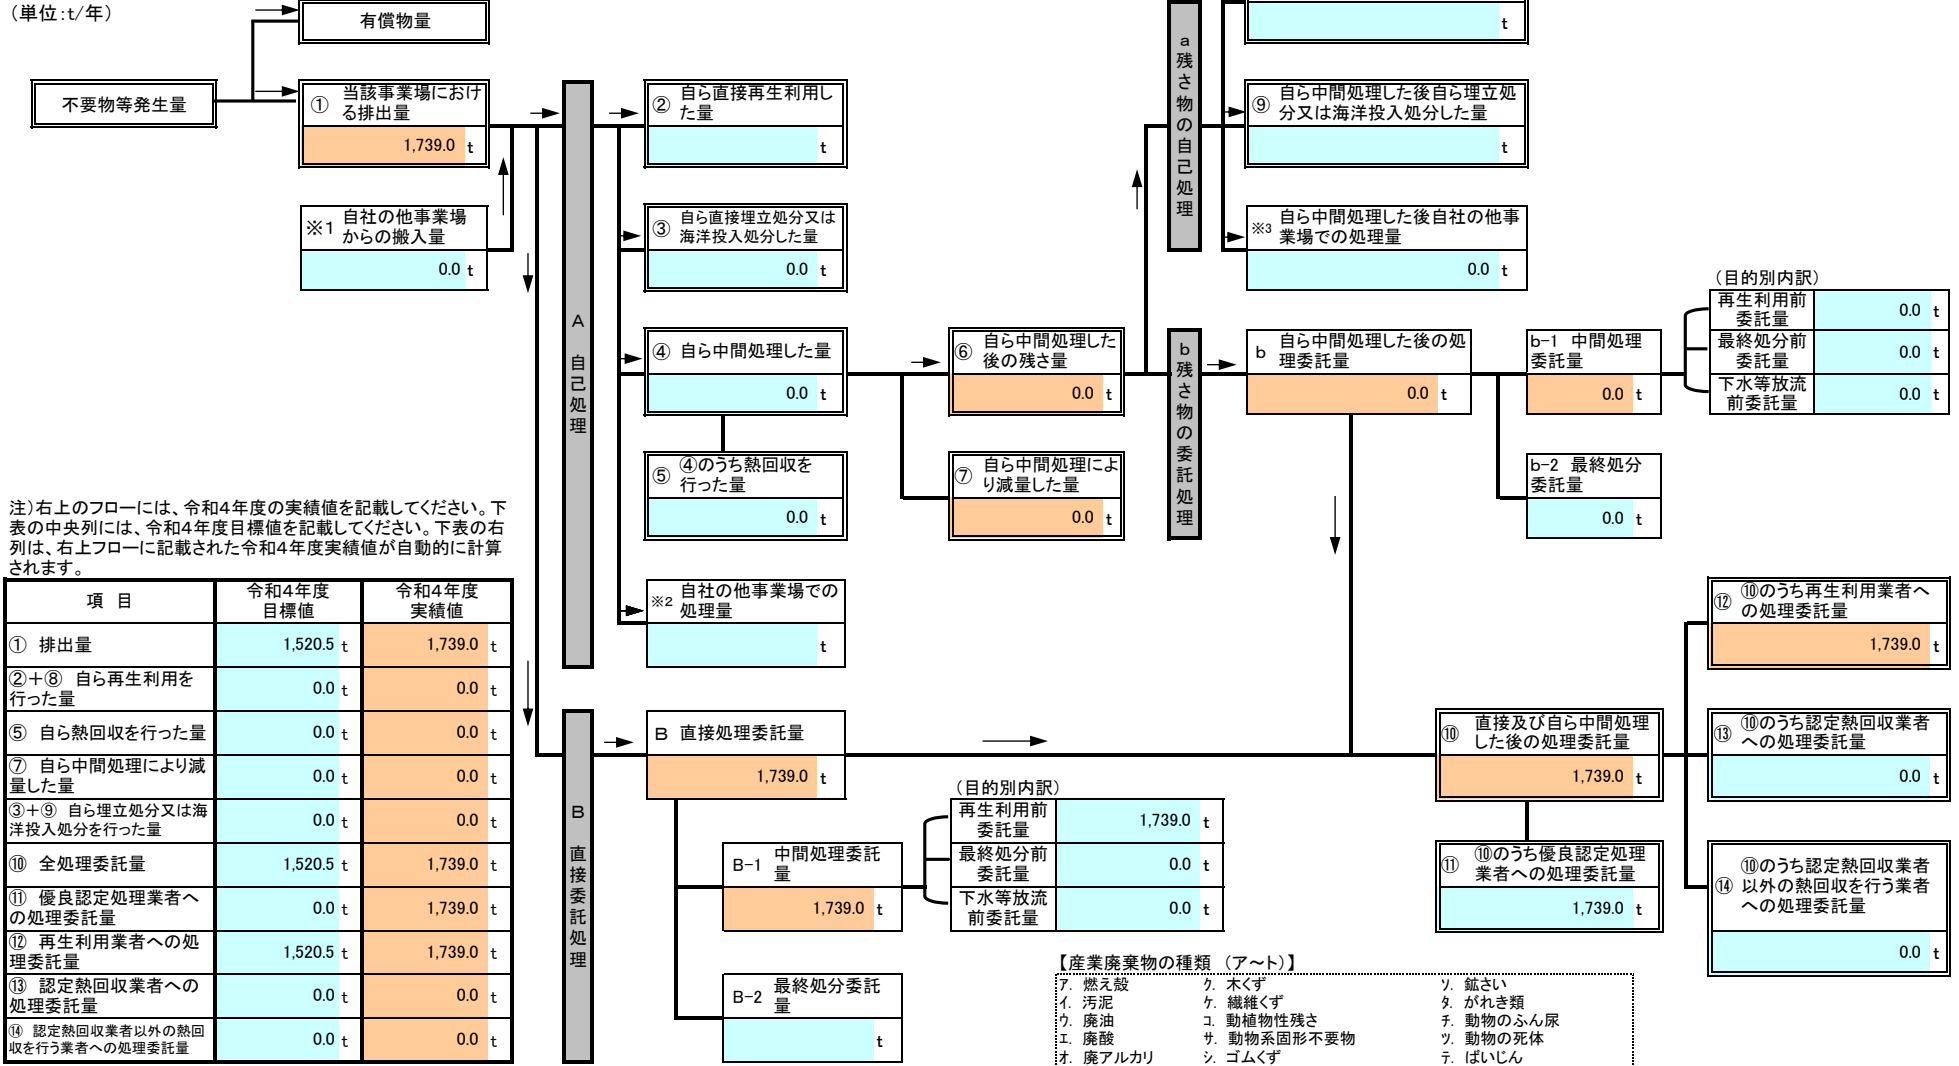 （単位：t/年）
有償物量
不要物等発生量
① 当該事業場におけ
る排出量
1,739.0 t
※1 自社の他事業場
からの搬入量
0.0 t
A 自己処理
② 自ら直接再生利用し
た量
t
③ 自ら直接埋立処分又は
海洋投入処分した量
0.0 t
④ 自ら中間処理した量
0.0 t
⑤ ④のうち熱回収を
行った量
0.0 t
※2 自社の他事業場での
処理量
t
⑥ 自ら中間処理した
後の残さ量
0.0 t
⑦ 自ら中間処理によ
り減量した量
0.0 t
a 残さ物の自己処理
t
⑨ 自ら中間処理した後自ら埋立処
分又は海洋投入処分した量
t
※3 自ら中間処理した後自社の他事
業場での処理量
0.0 t
b 残さ物の委託処理
b 自ら中間処理した後の処
理委託量
0.0 t
b-1 中間処理
委託量
0.0 t
b-2 最終処分
委託量
0.0 t
（目的別内訳）
再生利用前
委託量 0.0 t
最終処分前
委託量 0.0 t
下水等放流
前委託量 0.0 t
注）右上のフローには、令和4年度の実績値を記載してください。下
表の中央列には、令和4年度目標値を記載してください。下表の右
列は、右上フローに記載された令和4年度実績値が自動的に計算
されます。
項 目 令和4年度
目標値 令和4年度
実績値
① 排出量 1,520.5 t 1,739.0 t
②＋⑧ 自ら再生利用を
行った量 0.0 t 0.0 t
⑤ 自ら熱回収を行った量 0.0 t 0.0 t
⑦ 自ら中間処理により減
量した量 0.0 t 0.0 t
③＋⑨ 自ら埋立処分又は海
洋投入処分を行った量 0.0 t 0.0 t
⑩ 全処理委託量 1,520.5 t 1,739.0 t
⑪ 優良認定処理業者へ
の処理委託量 0.0 t 1,739.0 t
⑫ 再生利用業者への処
理委託量 1,520.5 t 1,739.0 t
⑬ 認定熱回収業者への
処理委託量 0.0 t 0.0 t
⑭ 認定熱回収業者以外の熱回
収を行う業者への処理委託量 0.0 t 0.0 t
B 直接委託処理
B 直接処理委託量
1,739.0 t
B-1 中間処理委託
量
1,739.0 t
B-2 最終処分委託
量
t
（目的別内訳）
再生利用前
委託量 1,739.0 t
最終処分前
委託量 0.0 t
下水等放流
前委託量 0.0 t
⑩ 直接及び自ら中間処理
した後の処理委託量
1,739.0 t
⑪ ⑩のうち優良認定処理
業者への処理委託量
1,739.0 t
⑫ ⑩のうち再生利用業者へ
の処理委託量
1,739.0 t
⑬ ⑩のうち認定熱回収業者
への処理委託量
0.0 t
⑭ ⑩のうち認定熱回収業者
以外の熱回収を行う業者
への処理委託量
0.0 t
【産業廃棄物の種類 （ア～ト）】
ア. 燃え殻 ク. 木くず ソ. 鉱さい
イ. 汚泥 ケ. 繊維くず タ. がれき類
ウ. 廃油 コ. 動植物性残さ チ. 動物のふん尿
エ. 廃酸 サ. 動物系固形不要物 ツ. 動物の死体
オ. 廃アルカリ シ. ゴムくず テ. ばいじん